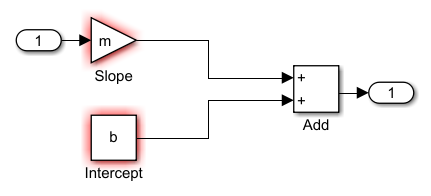 1
m
Slope
b
Intercept
+
+
Add
1